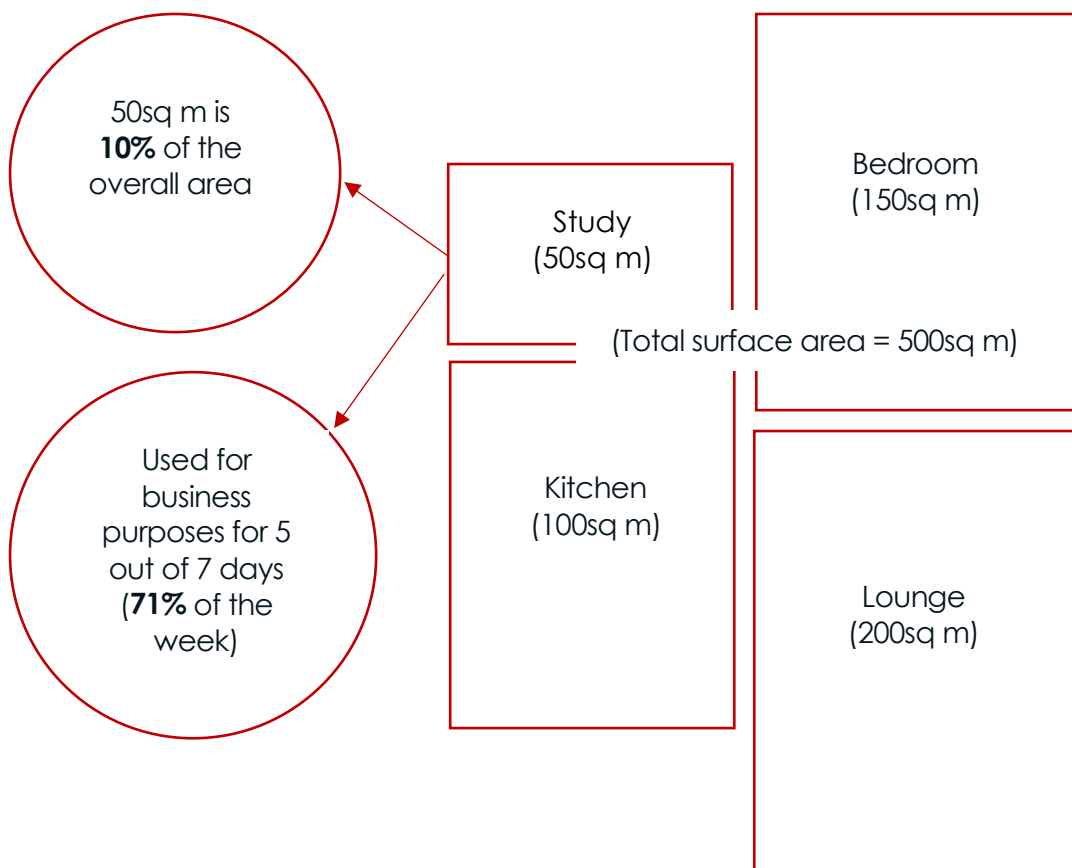 50sq m is
10% of the
overall area
Study
(50sq m)
Bedroom
(150sq m)
(Total surface area = 500sq m)
Used for
business
purposes for 5
out of 7 days
(71% of the
week)
Kitchen
(100sq m)
Lounge
(200sq m)